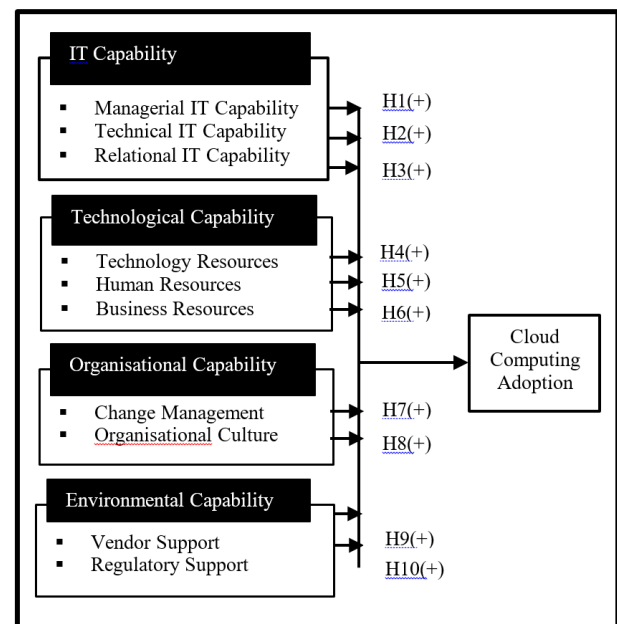 IT Capability
▪ Managerial IT Capability
▪ Technical IT Capability
▪ Relational IT Capability
H1(+)
H2(+)
H3(+)
Technological Capability
▪ Technology Resources
▪ Human Resources
▪ Business Resources
H4(+)
H5(+)
H6(+)
Cloud
Computing
Adoption
Organisational Capability
▪ Change Management
▪ Organisational Culture
H7(+)
H8(+)
Environmental Capability
▪ Vendor Support
▪ Regulatory Support
H9(+)
H10(+)